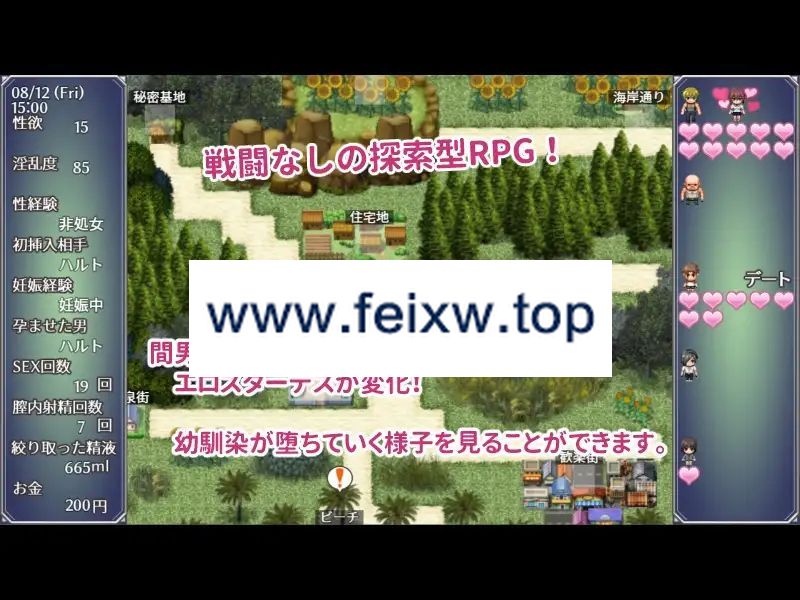 08/12 (Fri)
15:00
性欲
15
淫乱度
85
性経験
非処女
初挿入相手
ハルト
妊娠経験
妊娠中
孕ませた男
ハルト
SEX回数
19 回
膣内射精回数
7 回
絞り取った精液
665ml
お金
200円
秘密基地
海岸通り
戦闘なしの探索型RPG！
住宅地
デート
www.feixw.top
間男
エロステータスが変化！
泉街
幼馴染が堕ちていく様子を見ることができます。
歓楽街
ビーチ